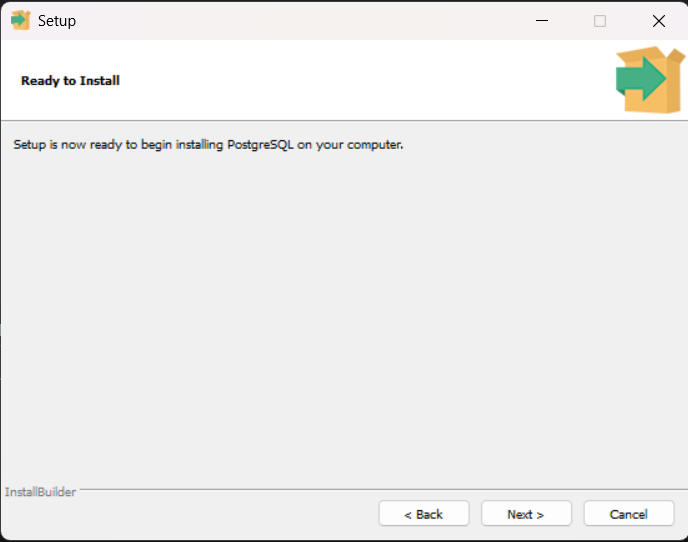 Setup
Ready to Install
Setup is now ready to begin installing PostgreSQL on your computer.
InstallBuilder
< Back
Next >
Cancel